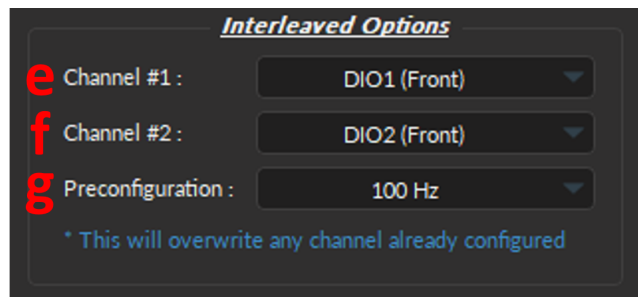 Interleaved Options
e Channel #1 : DIO1 (Front)
f Channel #2 : DIO2 (Front)
g Preconfiguration : 100 Hz
* This will overwrite any channel already configured